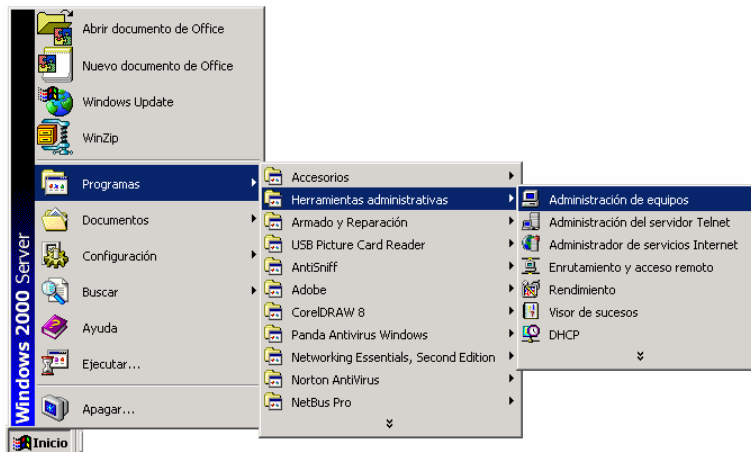 Abrir documento de Office
Nuevo documento de Office
Windows Update
WinZip
Programas
Documentos
Configuración
Buscar
Ayuda
Ejecutar...
Apagar...
Windows 2000 Server
Inicio
Accesorios
Herramientas administrativas
Armado y Reparación
USB Picture Card Reader
AntiSniff
Adobe
CorelDRAW 8
Panda Antivirus Windows
Networking Essentials, Second Edition
Norton AntiVirus
NetBus Pro
Administración de equipos
Administración del servidor Telnet
Administrador de servicios Internet
Enrutamiento y acceso remoto
Rendimiento
Visor de sucesos
DHCP